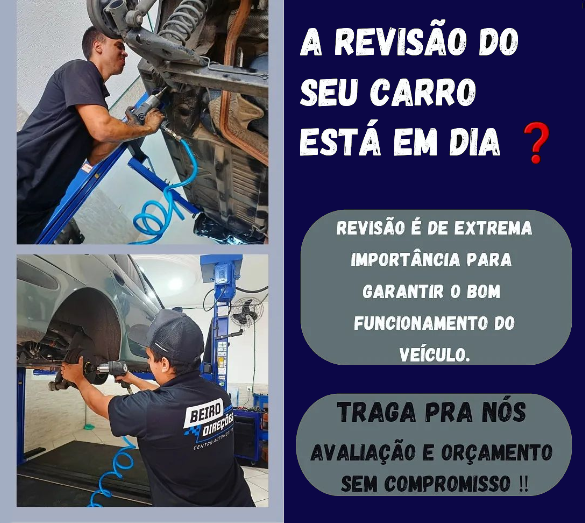 A REVISÃO DO
SEU CARRO
ESTÁ EM DIA ❓
REVISÃO É DE EXTREMA
IMPORTÂNCIA PARA
GARANTIR O BOM
FUNCIONAMENTO DO
VEÍCULO.
TRAGA PRA NÓS
AVALIAÇÃO E ORÇAMENTO
SEM COMPROMISSO !!
BETRO
DIREÇÕES